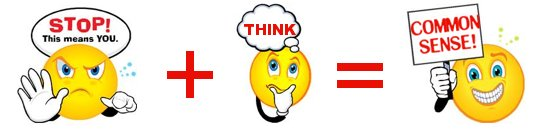 STOP!
This means YOU.
+
THINK
=
COMMON
SENSE!